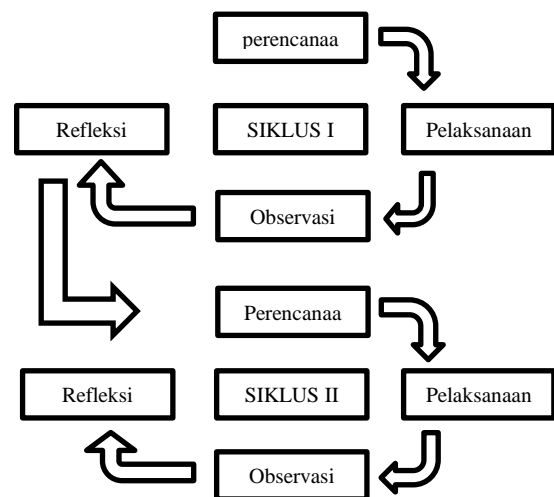 perencanaa
Refleksi
SIKLUS I
Pelaksanaan
Observasi
Perencanaa
Refleksi
SIKLUS II
Pelaksanaan
Observasi